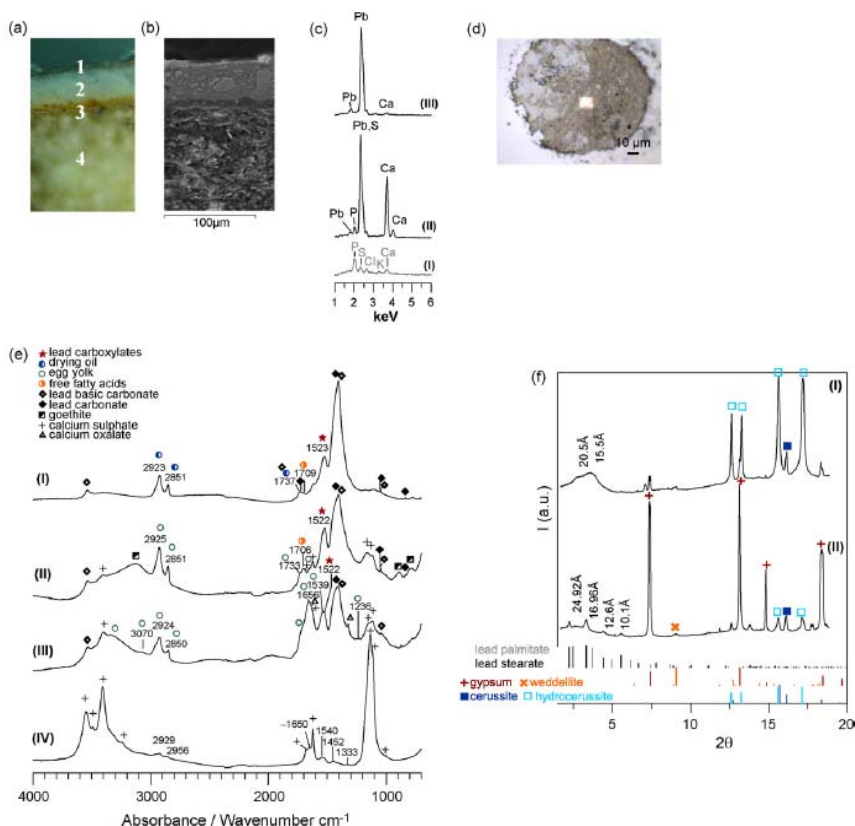 (a)
(b)
(c)
(d)
1
2
3
4
100µm
Pb
Pb
Ca
(III)
Pb,S
Ca
Pb
P
Ca
(II)
P
S
Cl
K
Ca
(I)
1 2 3 4 5 6
keV
10 µm
(e)
lead carboxylates
drying oil
egg yolk
free fatty acids
lead basic carbonate
lead carbonate
goethite
calcium sulphate
calcium oxalate
(I)
2923
2851
1737
1709
1523
(II)
2925
2851
1733
1706
1522
(III)
3070
2924
2850
1656
1539
1522
1236
(IV)
2929
2956
~1650
1540
1452
1333
4000 3000 2000 1000
Absorbance / Wavenumber cm-1
(f)
I (a.u.)
(I)
20.5Å
15.5Å
(II)
24.92Å
16.96Å
12.6Å
10.1Å
lead palmitate
lead stearate
gypsum
weddellite
cerussite
hydrocerussite
5 10 15 20
2θ